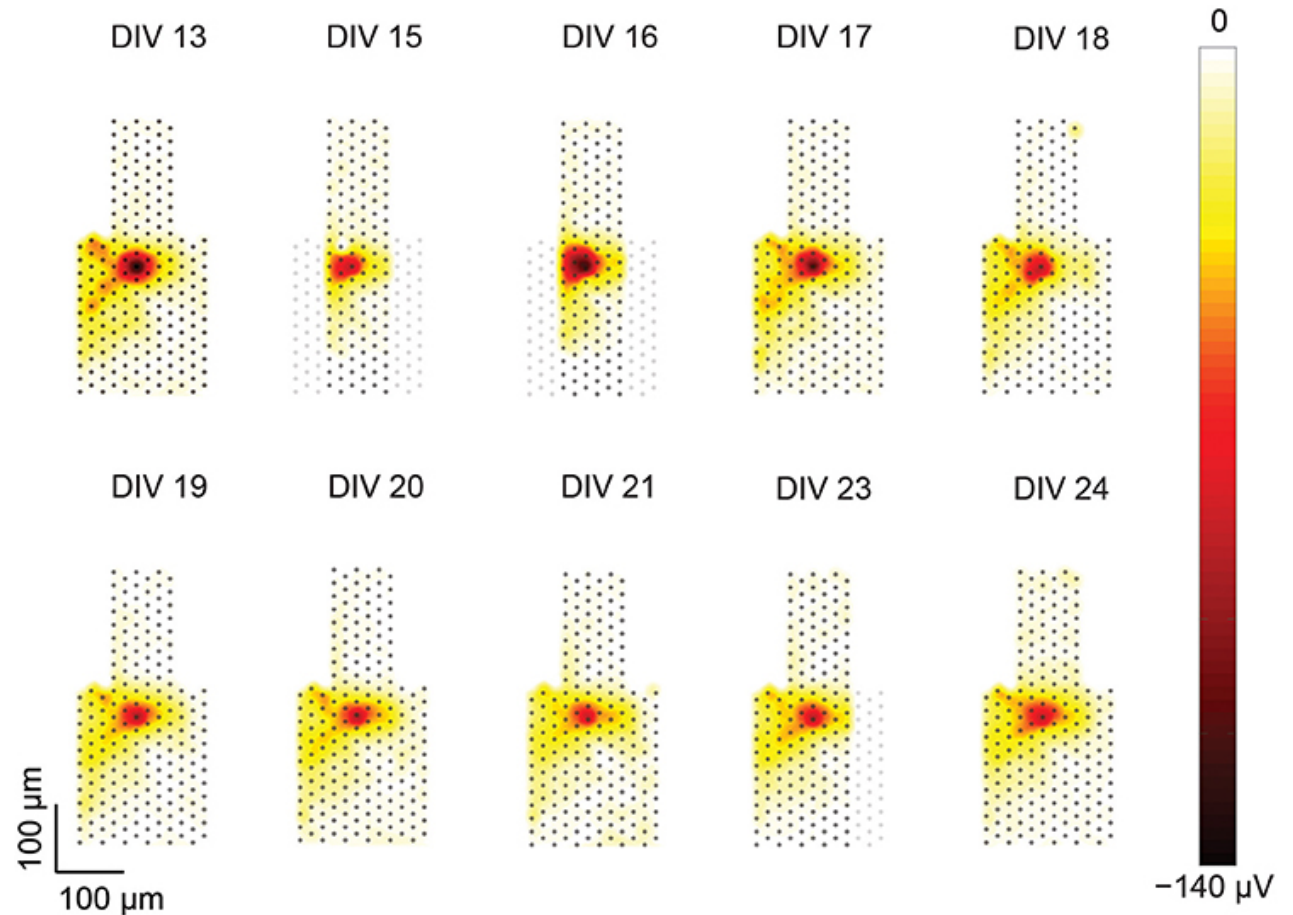 0
DIV 13 DIV 15 DIV 16 DIV 17 DIV 18
DIV 19 DIV 20 DIV 21 DIV 23 DIV 24
100 µm
100 µm
−140 µV